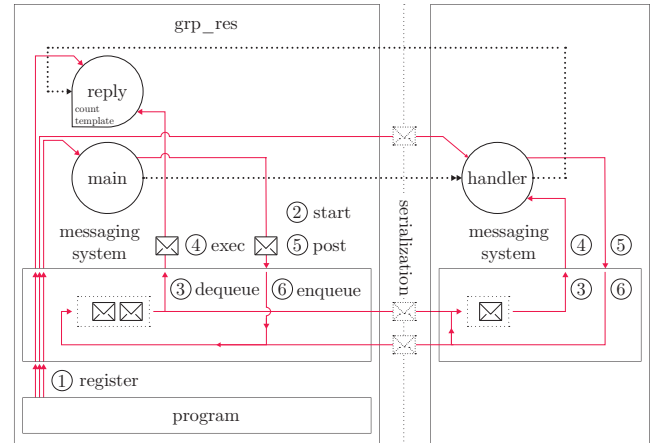 grp_res
reply
count
template
main
handler
② start
messaging
system
④ exec
⑤ post
serialization
messaging
system
④
⑤
③ dequeue
⑥ enqueue
③
⑥
① register
program